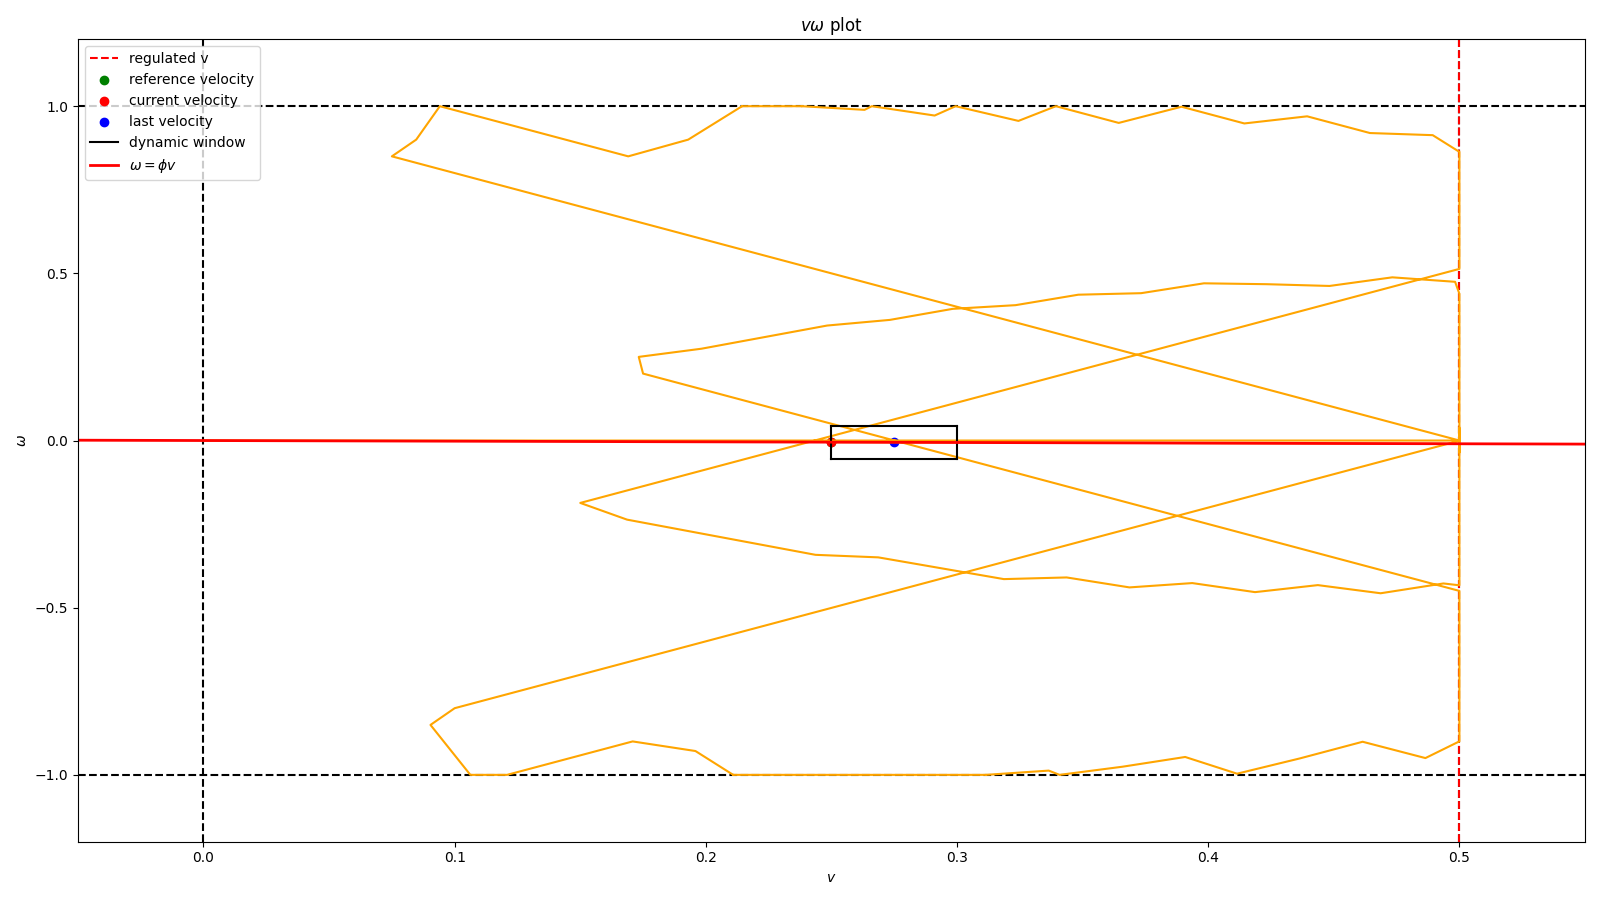 vω plot
regulated v
reference velocity
current velocity
last velocity
dynamic window
ω = ϕv
1.0
0.5
0.0
−0.5
−1.0
ω
0.0 0.1 0.2 0.3 0.4 0.5
v